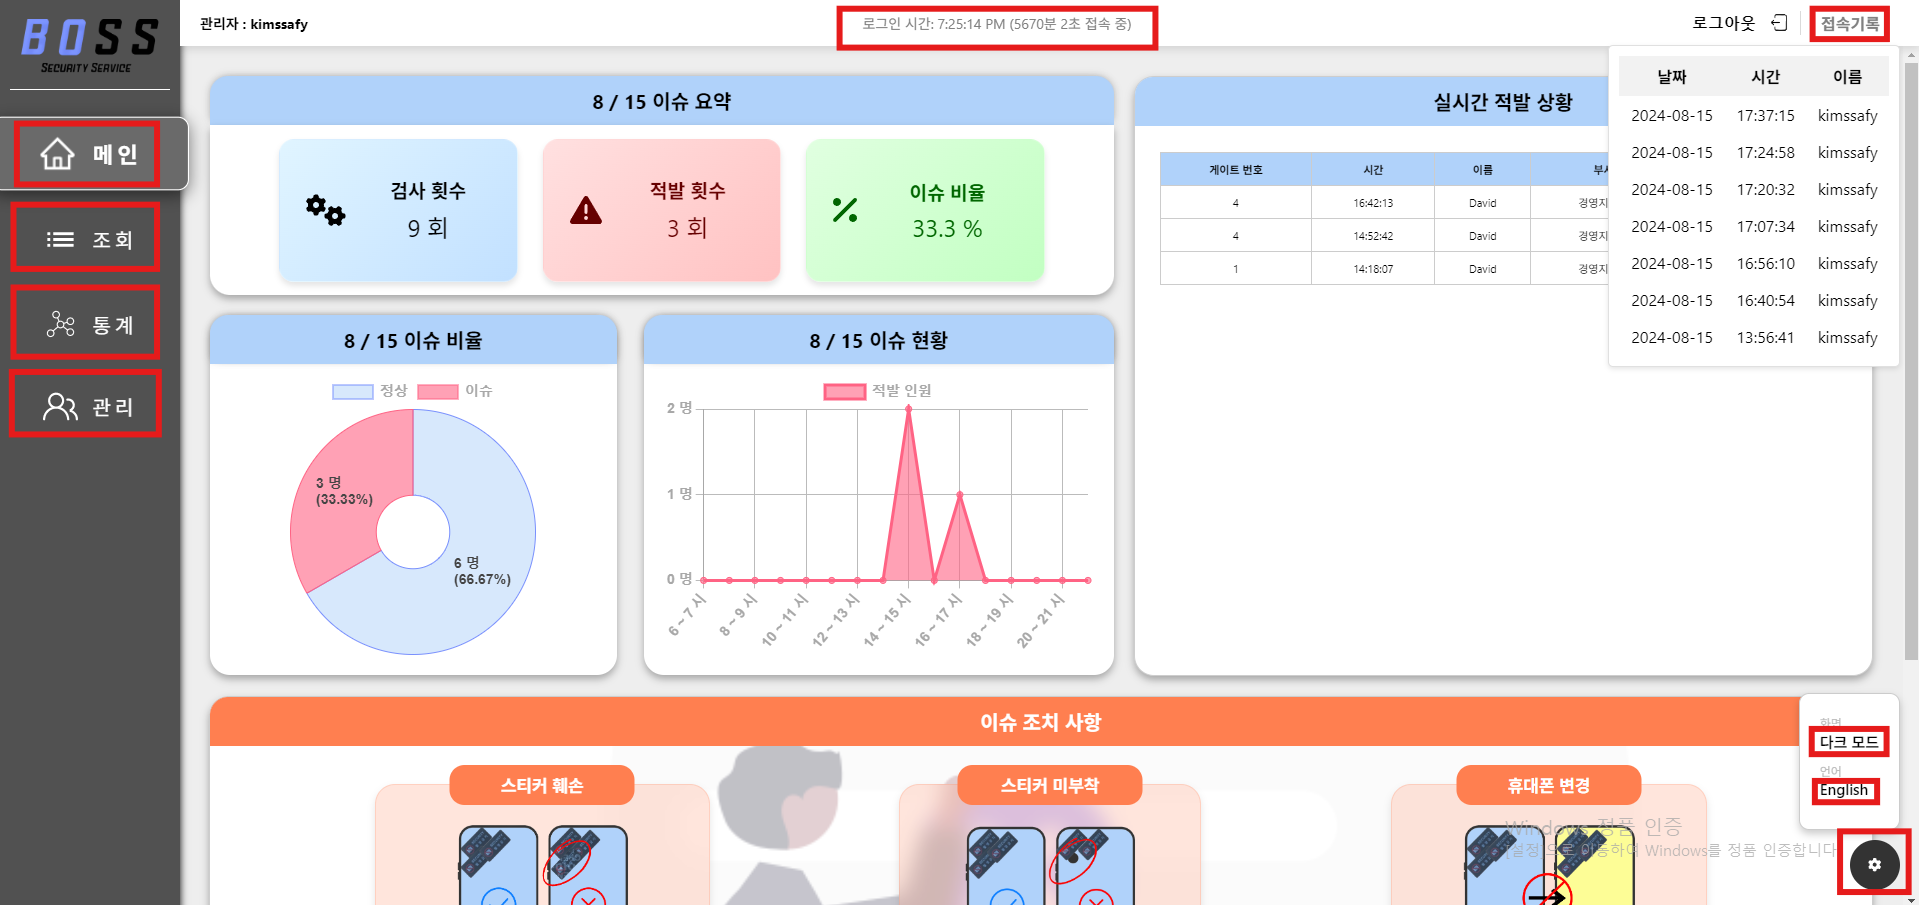 BOSS
SECURITY SERVICE
관리자 : kimssafy
로그인 시간: 7:25:14 PM (5670분 2초 접속 중)
로그아웃
접속기록
메인
조회
통계
관리
8 / 15 이슈 요약
검사 횟수
9 회
적발 횟수
3 회
이슈 비율
33.3 %
실시간 적발 상황
게이트 번호 시간 이름 부서
4 16:42:13 David 경영지
4 14:52:42 David 경영지
1 14:18:07 David 경영지
날짜 시간 이름
2024-08-15 17:37:15 kimssafy
2024-08-15 17:24:58 kimssafy
2024-08-15 17:20:32 kimssafy
2024-08-15 17:07:34 kimssafy
2024-08-15 16:56:10 kimssafy
2024-08-15 16:40:54 kimssafy
2024-08-15 13:56:41 kimssafy
8 / 15 이슈 비율
정상 이슈
3 명
(33.33%)
6 명
(66.67%)
8 / 15 이슈 현황
적발 인원
2 명
1 명
0 명
6 ~ 7 시
8 ~ 9 시
10 ~ 11 시
12 ~ 13 시
14 ~ 15 시
16 ~ 17 시
18 ~ 19 시
20 ~ 21 시
이슈 조치 사항
스티커 훼손
스티커 미부착
휴대폰 변경
화면
다크 모드
언어
English
Windows 정품 인증
[설정]으로 이동하여 Windows를 정품 인증합니다